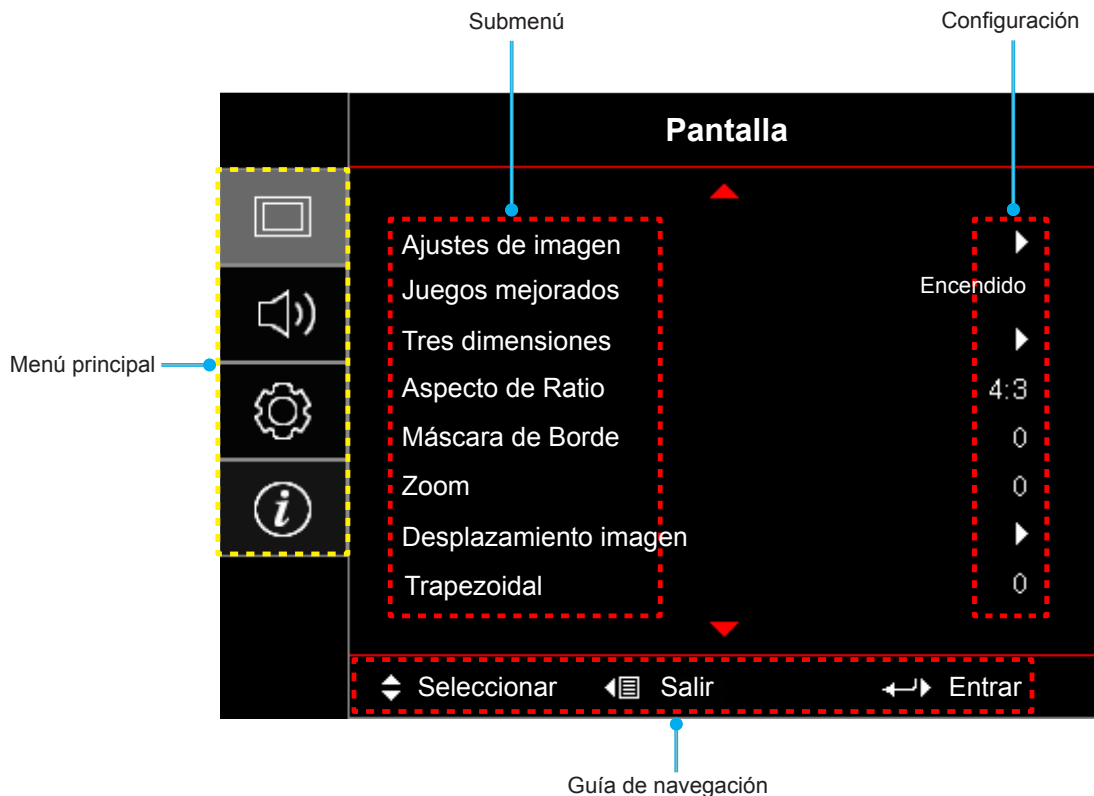 Submenú
Configuración
Pantalla
Ajustes de imagen
Juegos mejorados Encendido
Tres dimensiones
Menú principal
Aspecto de Ratio 4:3
Máscara de Borde 0
Zoom 0
Desplazamiento imagen
Trapezoidal 0
Seleccionar Salir Entrar
Guía de navegación